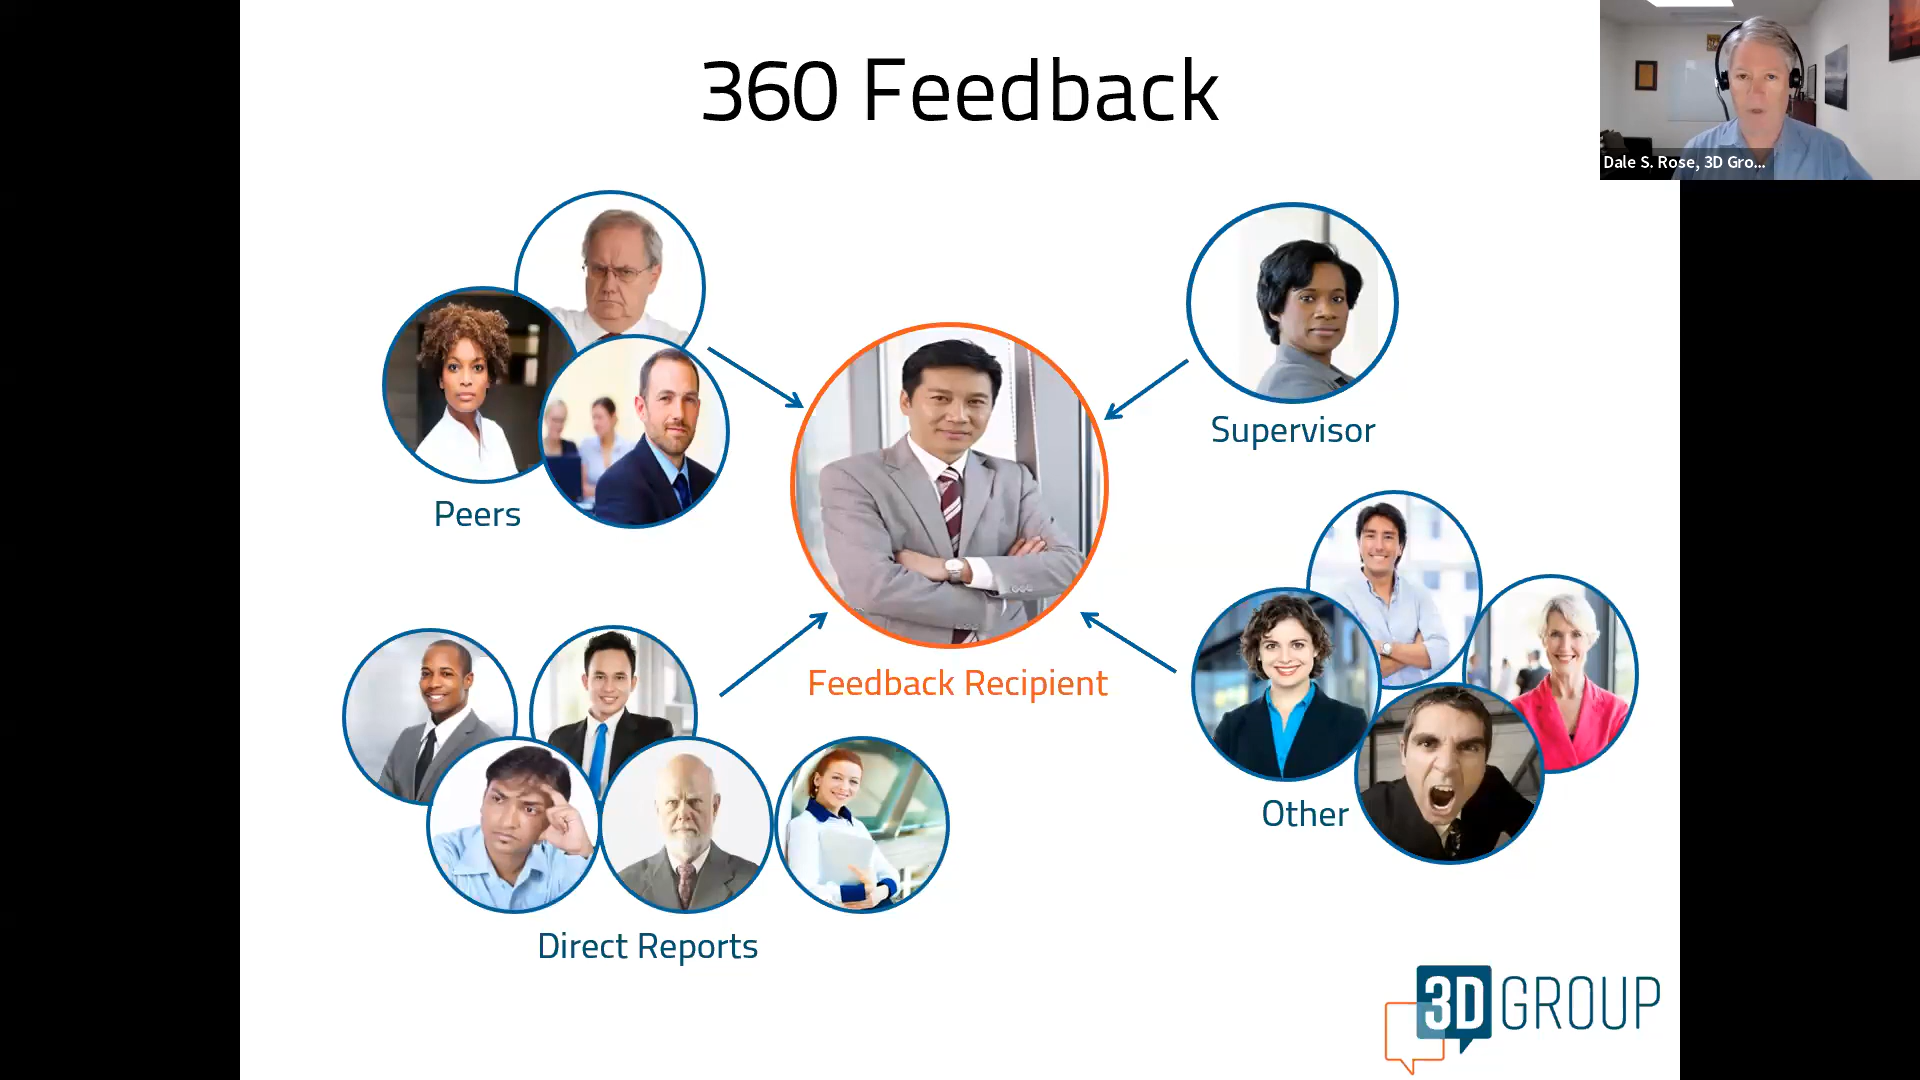 360 Feedback
Dale S. Rose, 3D Gro...
Supervisor
Peers
Feedback Recipient
Other
Direct Reports
3D GROUP